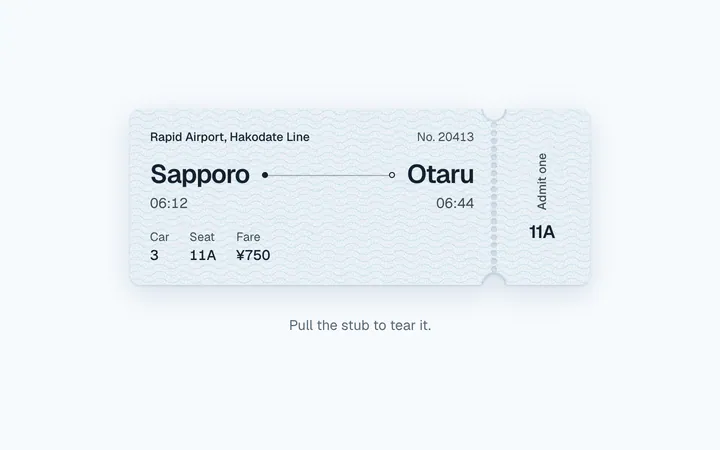 Rapid Airport, Hakodate Line
No. 20413
Sapporo
Otaru
06:12
06:44
Car
Seat
Fare
3
11A
¥750
Admit one
11A
Pull the stub to tear it.